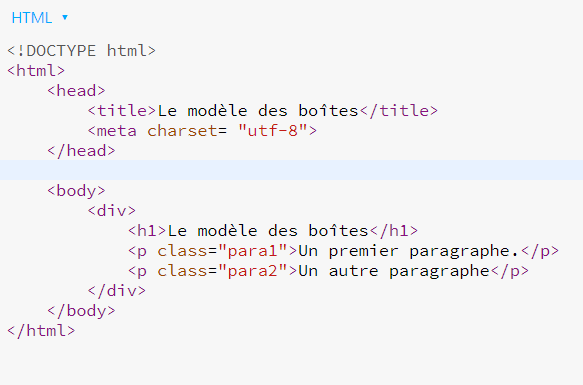 HTML ▾
<!DOCTYPE html>
<html>
<head>
<title>Le modèle des boîtes</title>
<meta charset= "utf-8">
</head>
<body>
<div>
<h1>Le modèle des boîtes</h1>
<p class="para1">Un premier paragraphe.</p>
<p class="para2">Un autre paragraphe</p>
</div>
</body>
</html>